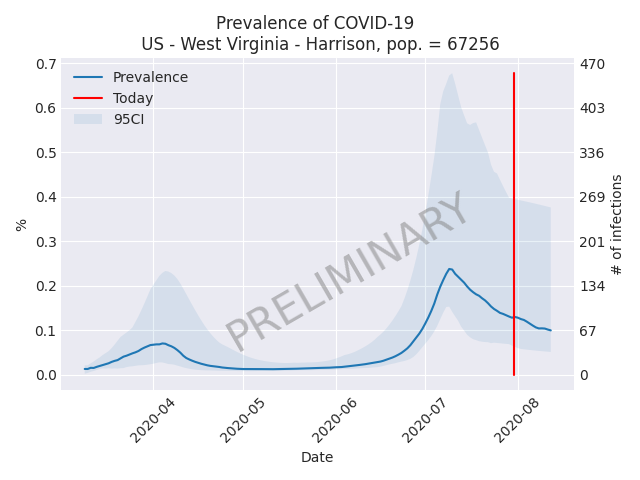 Prevalence of COVID-19
US - West Virginia - Harrison, pop. = 67256
Prevalence
Today
95CI
PRELIMINARY
%
0.7
0.6
0.5
0.4
0.3
0.2
0.1
0.0
470
403
336
269
201
134
67
0
# of infections
2020-04
2020-05
2020-06
2020-07
2020-08
Date